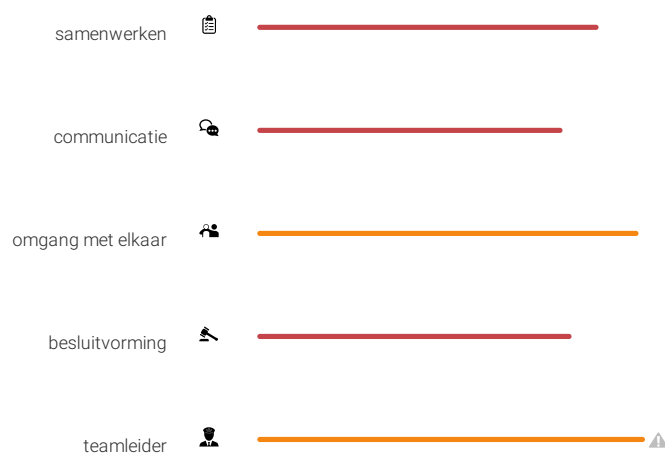 samenwerken
communicatie
omgang met elkaar
besluitvorming
teamleider